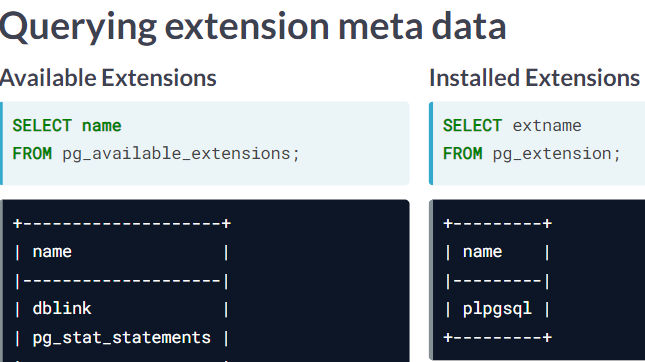 Querying extension meta data
Available Extensions
SELECT name
FROM pg_available_extensions;
+--------------------+
| name               |
|--------------------|
| dblink             |
| pg_stat_statements |
Installed Extensions
SELECT extname
FROM pg_extension;
+---------+
| name    |
|---------|
| plpgsql |
+---------+